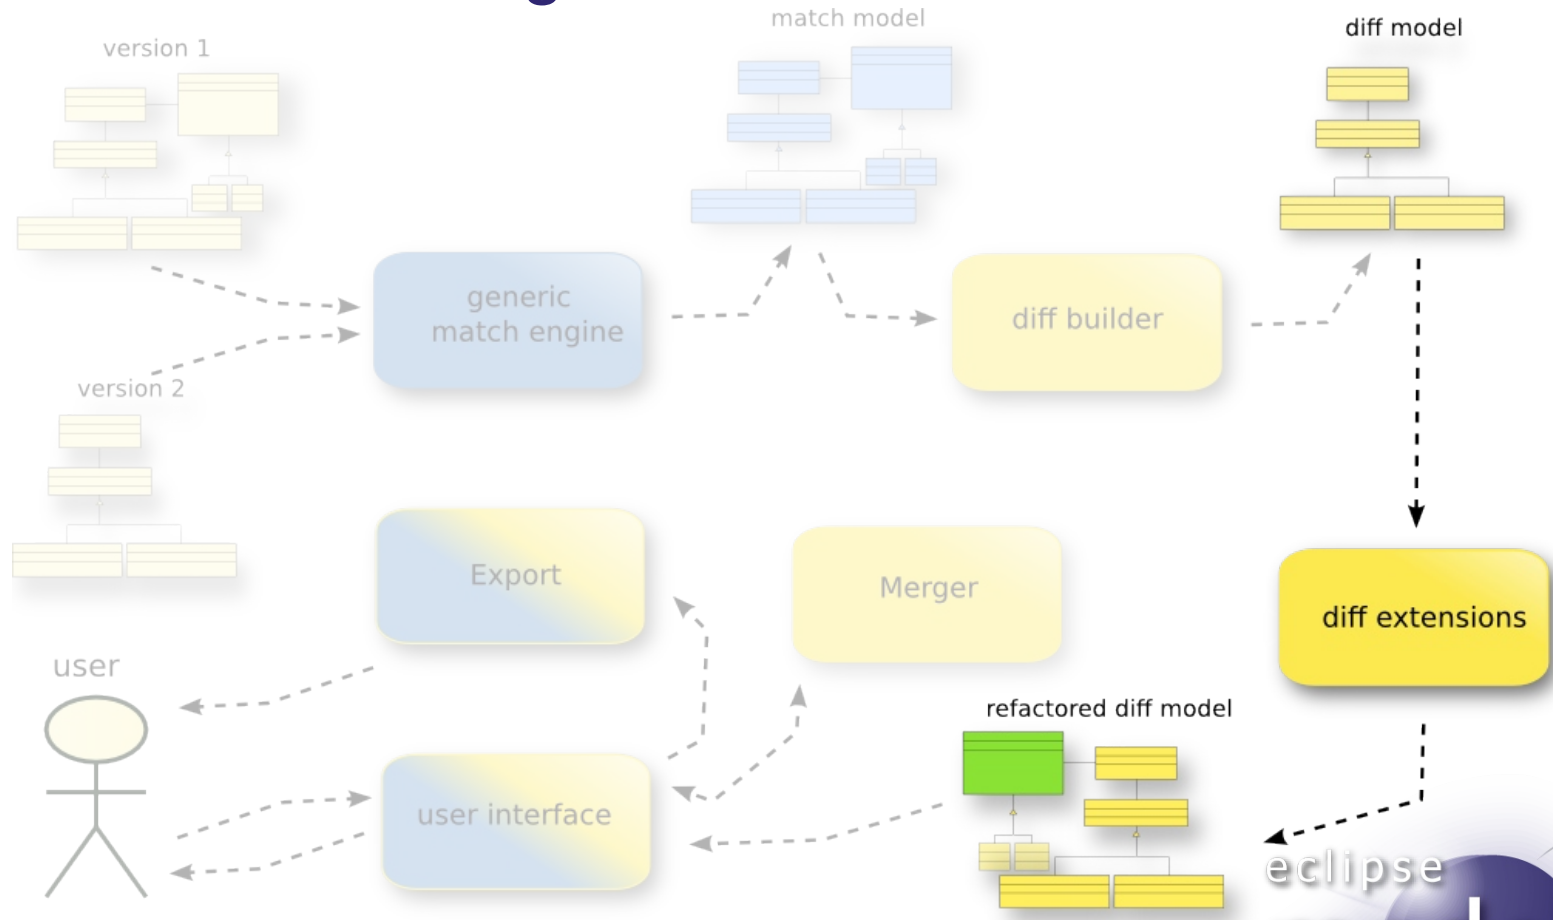 match model
diff model
version 1
generic
match engine
diff builder
version 2
Export
Merger
diff extensions
user
refactored diff model
user interface
eclipse